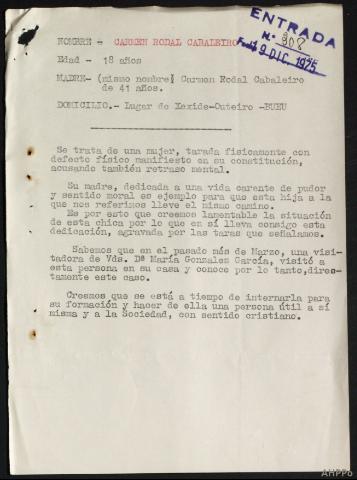 ENTRADA
N.º 308
Fecha 9 DIC. 1975
NOMBRE - CARMEN RODAL CABALEIRO
Edad - 18 años
MADRE- (mismo nombre) Carmen Rodal Cabaleiro
de 41 años.
DOMICILIO.- Lugar de Xexide-Outeiro -BUEU
Se trata de una mujer, tarada fisicamente con
defecto físico manifiesto en su constitución,
acusando también retraso mental.
Su madre, dedicada a una vida carente de pudor
y sentido moral es ejemplo para que esta hija a la
que nos referimos lleve el mismo camino.
Es por esto que creemos lamentable la situación
de esta chica por lo que en sí lleva consigo esta
dedicación, agravada por las taras que señalamos.
Sabemos que en el pasado més de Marzo, una visi-
tadora de Vds. Dª María Gonzalez García, visitó a
esta persona en su casa y conoce por lo tanto,direc-
tamente este caso.
Creemos que se está a tiempo de internarla para
su formación y hacer de ella una persona útil a sí
misma y a la Sociedad, con sentido cristiano.
AHPPo